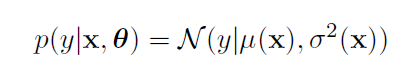 p(y|𝐱, 𝜽) = 𝒩(y|μ(𝐱), σ²(𝐱))